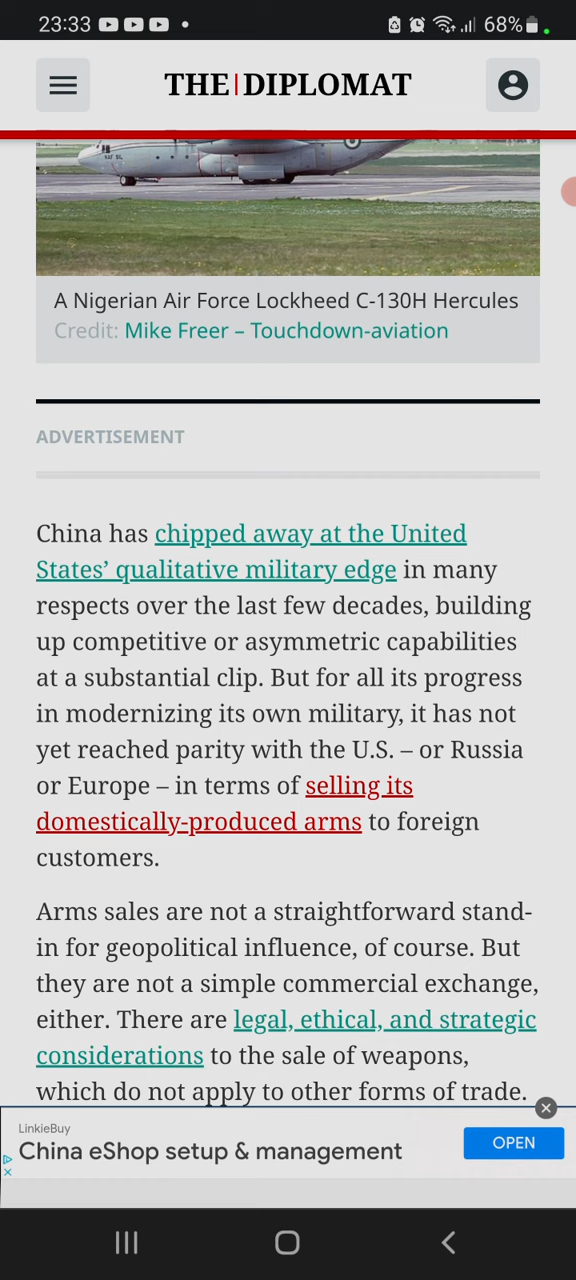 23:33
68%
THE|DIPLOMAT
A Nigerian Air Force Lockheed C-130H Hercules
Credit: Mike Freer – Touchdown-aviation
ADVERTISEMENT
China has chipped away at the United
States’ qualitative military edge in many
respects over the last few decades, building
up competitive or asymmetric capabilities
at a substantial clip. But for all its progress
in modernizing its own military, it has not
yet reached parity with the U.S. – or Russia
or Europe – in terms of selling its
domestically-produced arms to foreign
customers.
Arms sales are not a straightforward stand-
in for geopolitical influence, of course. But
they are not a simple commercial exchange,
either. There are legal, ethical, and strategic
considerations to the sale of weapons,
which do not apply to other forms of trade.
LinkieBuy
China eShop setup & management
OPEN